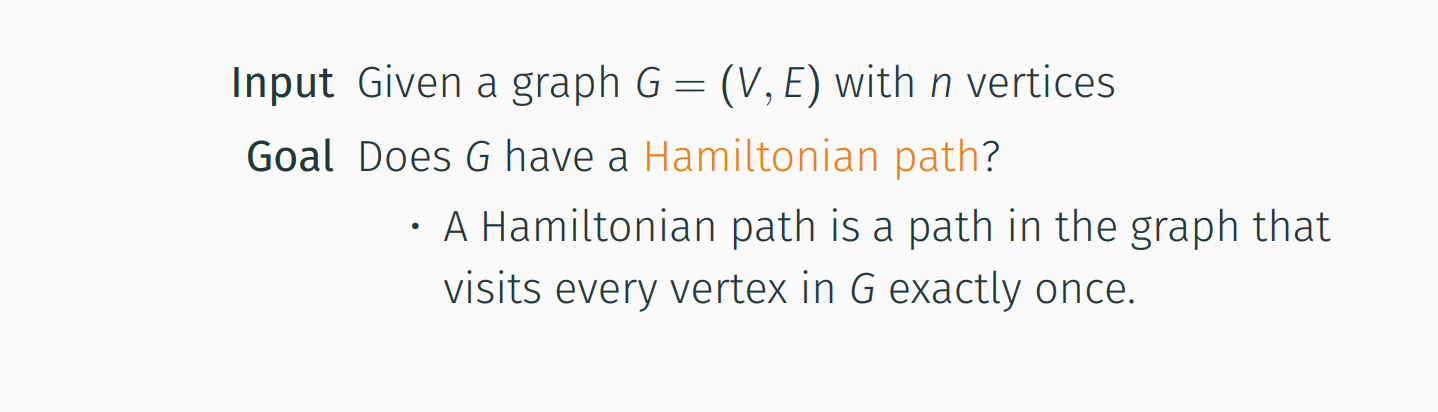 Input Given a graph G = (V, E) with n vertices
Goal Does G have a Hamiltonian path?
• A Hamiltonian path is a path in the graph that
visits every vertex in G exactly once.